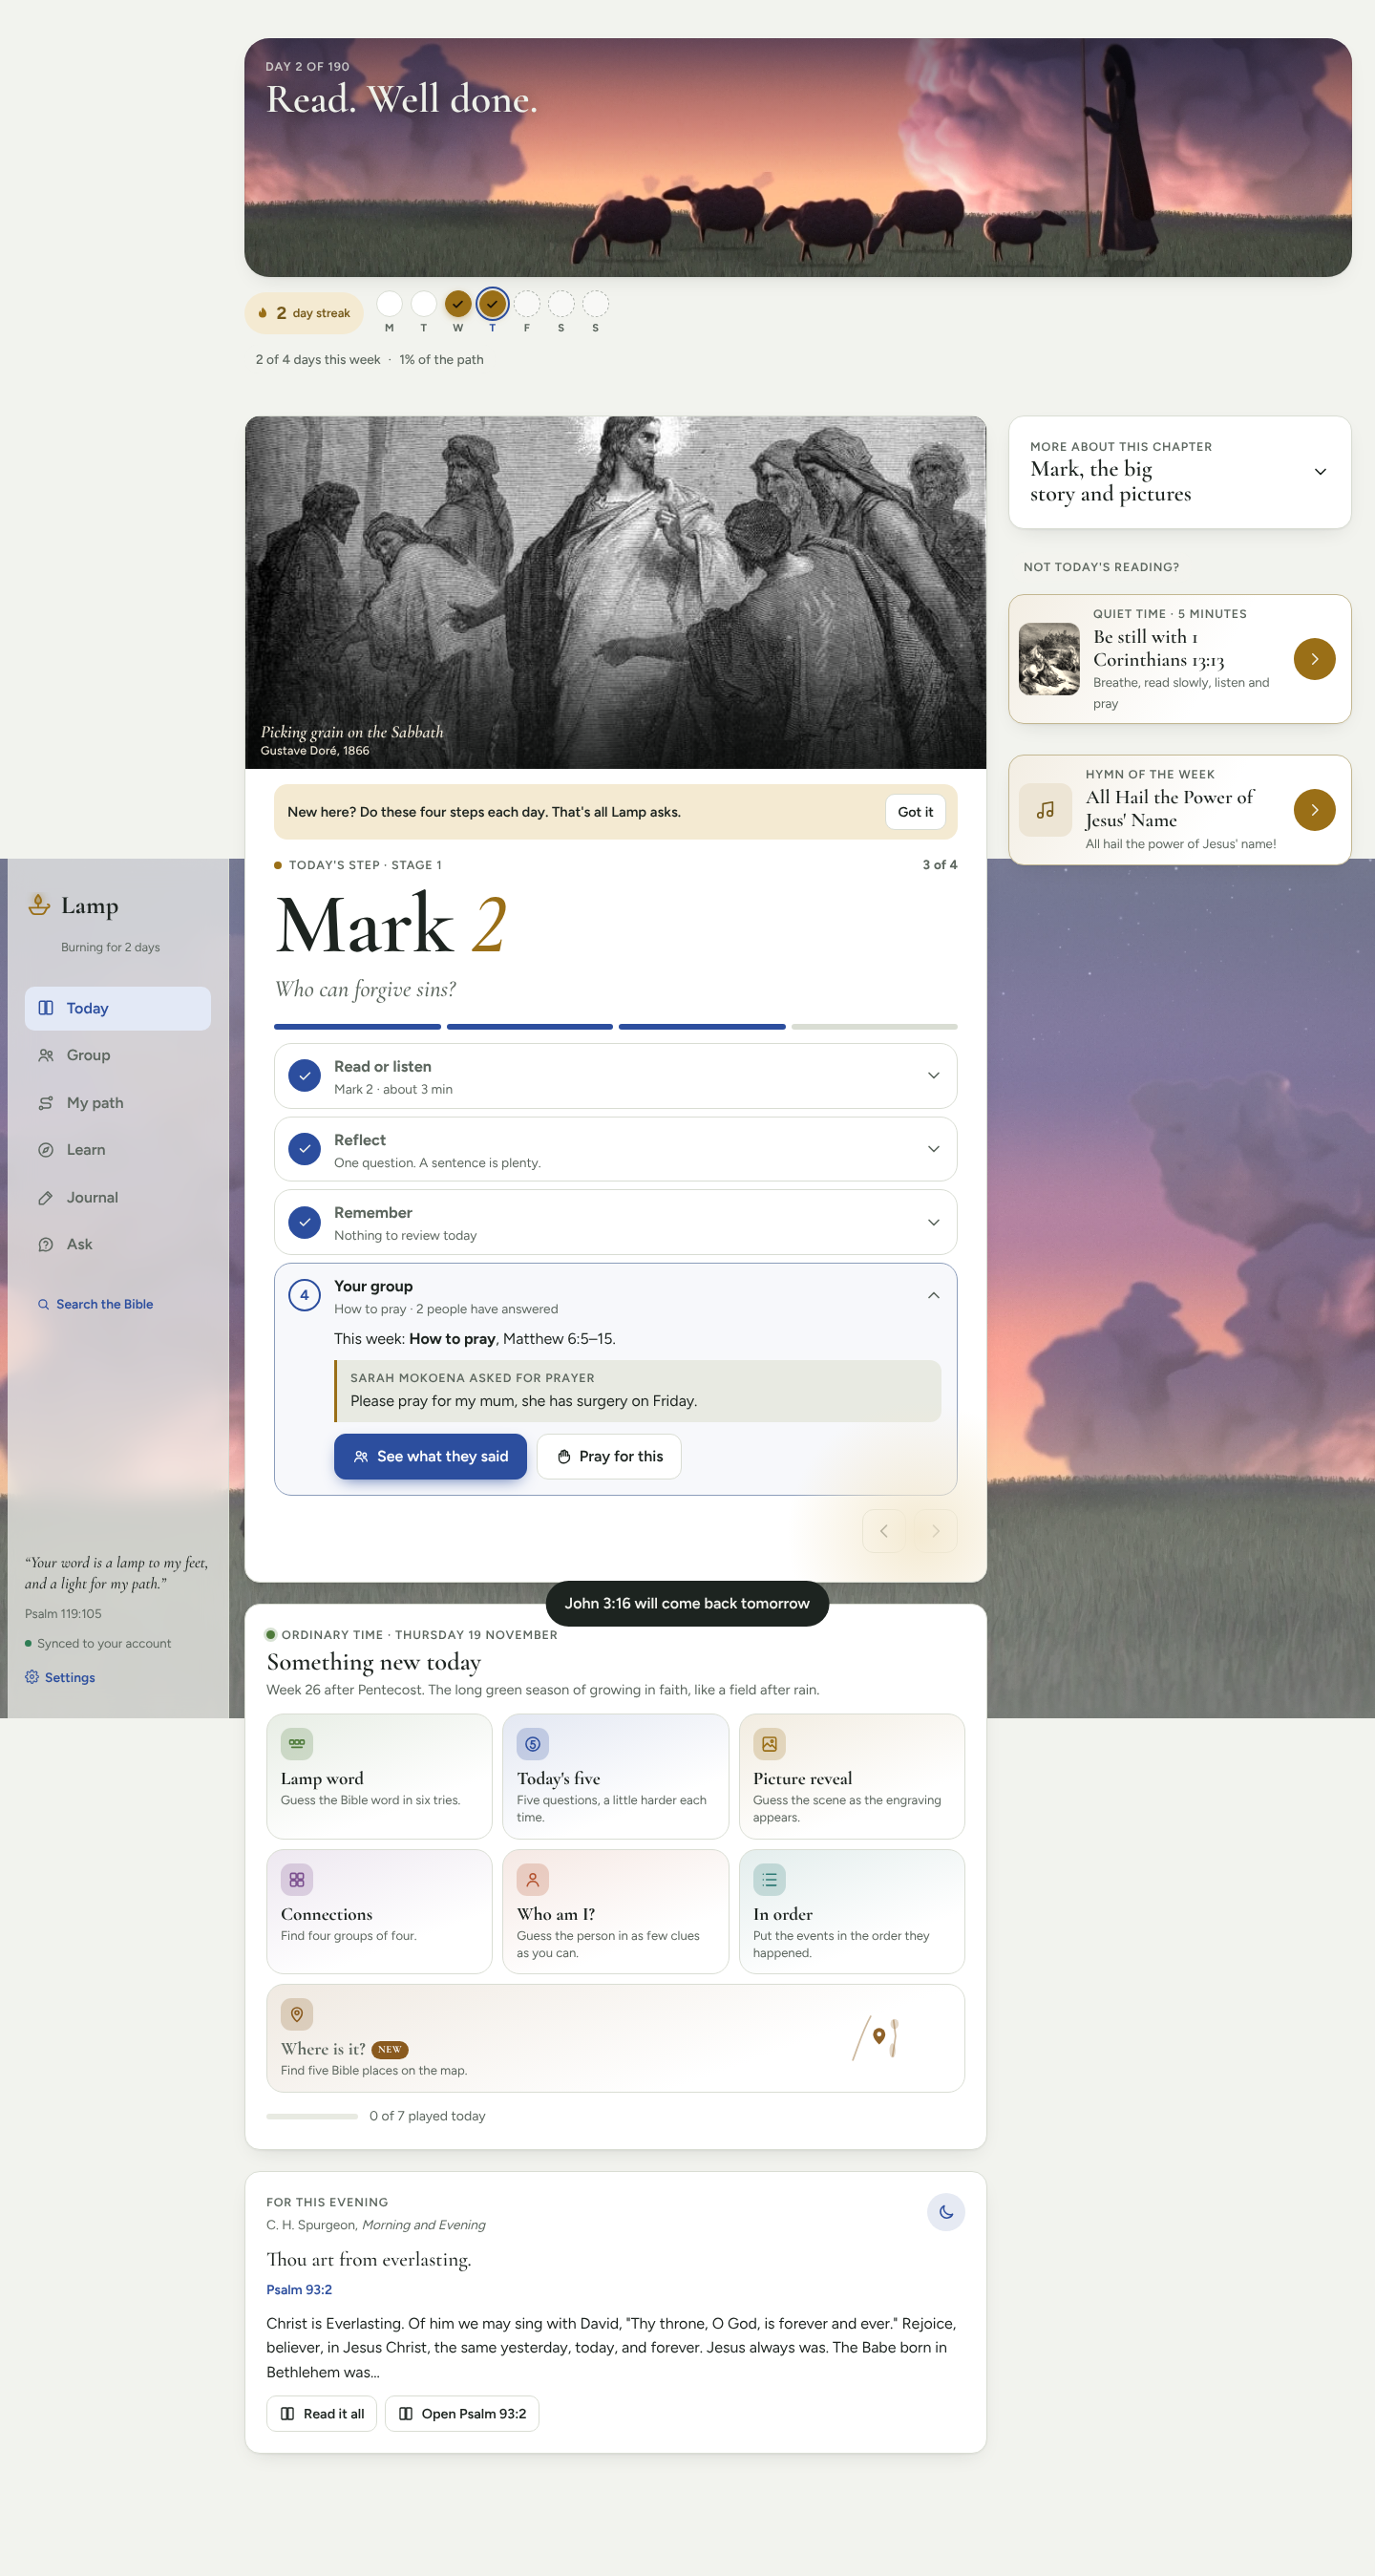 DAY 2 OF 190
Read. Well done.
2 day streak
M T W T F S S
2 of 4 days this week · 1% of the path
Picking grain on the Sabbath
Gustave Doré, 1866
New here? Do these four steps each day. That's all Lamp asks.
Got it
TODAY'S STEP · STAGE 1
3 of 4
Mark 2
Who can forgive sins?
Read or listen
Mark 2 · about 3 min
Reflect
One question. A sentence is plenty.
Remember
Nothing to review today
4
Your group
How to pray · 2 people have answered
This week: How to pray, Matthew 6:5–15.
SARAH MOKOENA ASKED FOR PRAYER
Please pray for my mum, she has surgery on Friday.
See what they said
Pray for this
MORE ABOUT THIS CHAPTER
Mark, the big
story and pictures
NOT TODAY'S READING?
QUIET TIME · 5 MINUTES
Be still with 1
Corinthians 13:13
Breathe, read slowly, listen and
pray
HYMN OF THE WEEK
All Hail the Power of
Jesus' Name
All hail the power of Jesus' name!
Lamp
Burning for 2 days
Today
Group
My path
Learn
Journal
Ask
Search the Bible
“Your word is a lamp to my feet,
and a light for my path.”
Psalm 119:105
Synced to your account
Settings
John 3:16 will come back tomorrow
ORDINARY TIME · THURSDAY 19 NOVEMBER
Something new today
Week 26 after Pentecost. The long green season of growing in faith, like a field after rain.
Lamp word
Guess the Bible word in six tries.
5
Today's five
Five questions, a little harder each
time.
Picture reveal
Guess the scene as the engraving
appears.
Connections
Find four groups of four.
Who am I?
Guess the person in as few clues
as you can.
In order
Put the events in the order they
happened.
Where is it? NEW
Find five Bible places on the map.
0 of 7 played today
FOR THIS EVENING
C. H. Spurgeon, Morning and Evening
Thou art from everlasting.
Psalm 93:2
Christ is Everlasting. Of him we may sing with David, "Thy throne, O God, is forever and ever." Rejoice,
believer, in Jesus Christ, the same yesterday, today, and forever. Jesus always was. The Babe born in
Bethlehem was…
Read it all
Open Psalm 93:2